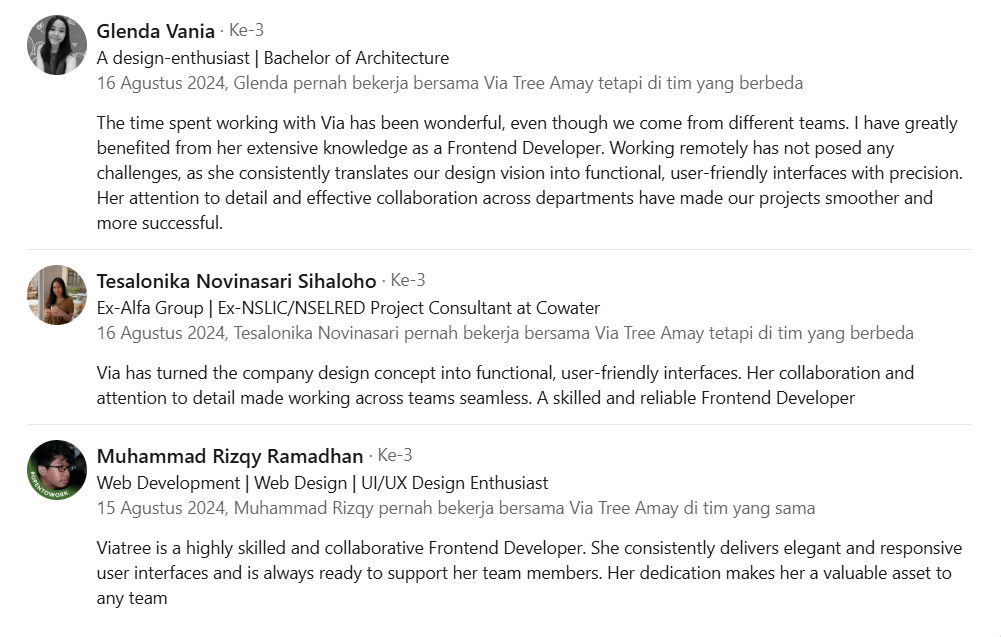 Glenda Vania · Ke-3
A design-enthusiast | Bachelor of Architecture
16 Agustus 2024, Glenda pernah bekerja bersama Via Tree Amay tetapi di tim yang berbeda
The time spent working with Via has been wonderful, even though we come from different teams. I have greatly
benefited from her extensive knowledge as a Frontend Developer. Working remotely has not posed any
challenges, as she consistently translates our design vision into functional, user-friendly interfaces with precision.
Her attention to detail and effective collaboration across departments have made our projects smoother and
more successful.
Tesalonika Novinasari Sihaloho · Ke-3
Ex-Alfa Group | Ex-NSLIC/NSELRED Project Consultant at Cowater
16 Agustus 2024, Tesalonika Novinasari pernah bekerja bersama Via Tree Amay tetapi di tim yang berbeda
Via has turned the company design concept into functional, user-friendly interfaces. Her collaboration and
attention to detail made working across teams seamless. A skilled and reliable Frontend Developer
#OPENTOWORK
Muhammad Rizqy Ramadhan · Ke-3
Web Development | Web Design | UI/UX Design Enthusiast
15 Agustus 2024, Muhammad Rizqy pernah bekerja bersama Via Tree Amay di tim yang sama
Viatree is a highly skilled and collaborative Frontend Developer. She consistently delivers elegant and responsive
user interfaces and is always ready to support her team members. Her dedication makes her a valuable asset to
any team